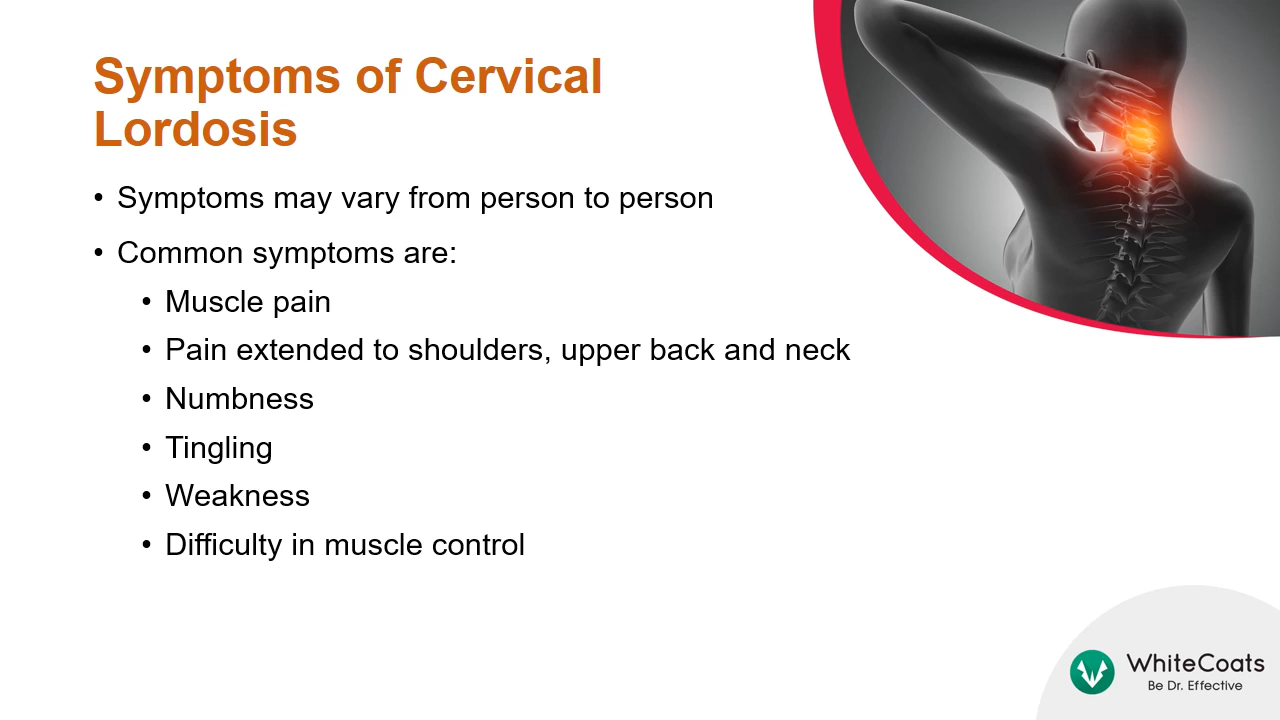 Symptoms of Cervical
Lordosis
• Symptoms may vary from person to person
• Common symptoms are:
• Muscle pain
• Pain extended to shoulders, upper back and neck
• Numbness
• Tingling
• Weakness
• Difficulty in muscle control
WhiteCoats
Be Dr. Effective